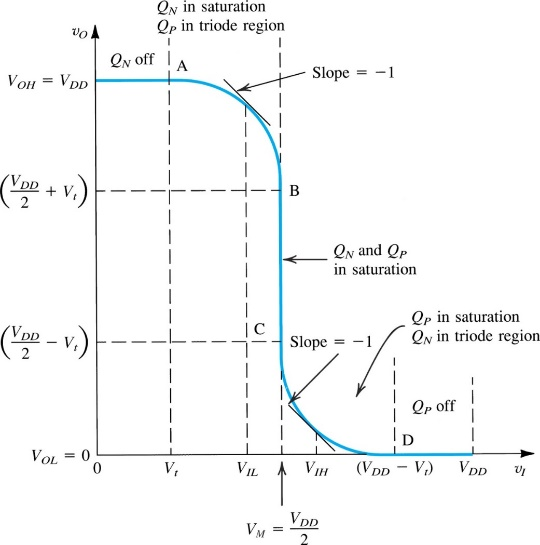 Q_N in saturation
Q_P in triode region
v_O
Q_N off
A
Slope = −1
V_OH = V_DD
(V_DD/2 + V_t)
B
Q_N and Q_P
in saturation
Q_P in saturation
Q_N in triode region
C
Slope = −1
(V_DD/2 − V_t)
Q_P off
D
V_OL = 0
0
V_t
V_IL
V_IH
(V_DD − V_t)
V_DD
v_I
V_M = V_DD/2